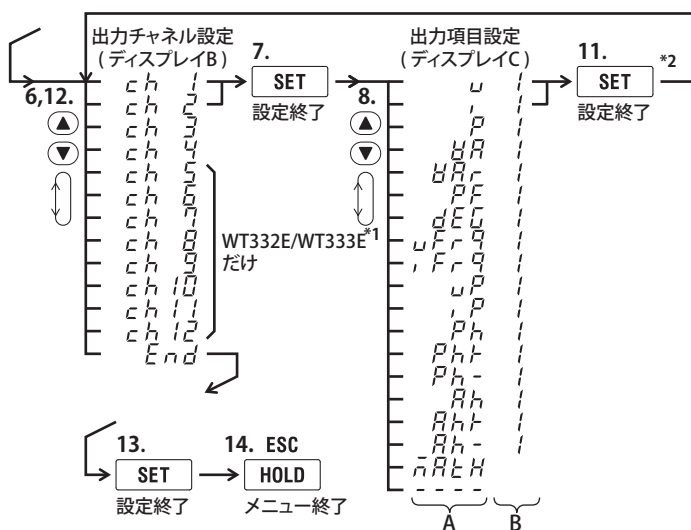 出力チャネル設定
(ディスプレイB)
6,12.
ch 1
ch 2
ch 3
ch 4
ch 5
ch 6
ch 7
ch 8
ch 9
ch 10
ch 11
ch 12
End
WT332E/WT333E*1
だけ
7.
SET
設定終了
8.
出力項目設定
(ディスプレイC)
u 1
i 1
P 1
VA 1
VAr 1
PF 1
dEG 1
uFrq 1
iFrq 1
uP 1
iP 1
Ph 1
Ph+ 1
Ph- 1
Ah 1
Ah+ 1
Ah- 1
MAtH
- - - - -
A
B
11.
SET
*2
設定終了
13.
SET
設定終了
14. ESC
HOLD
メニュー終了